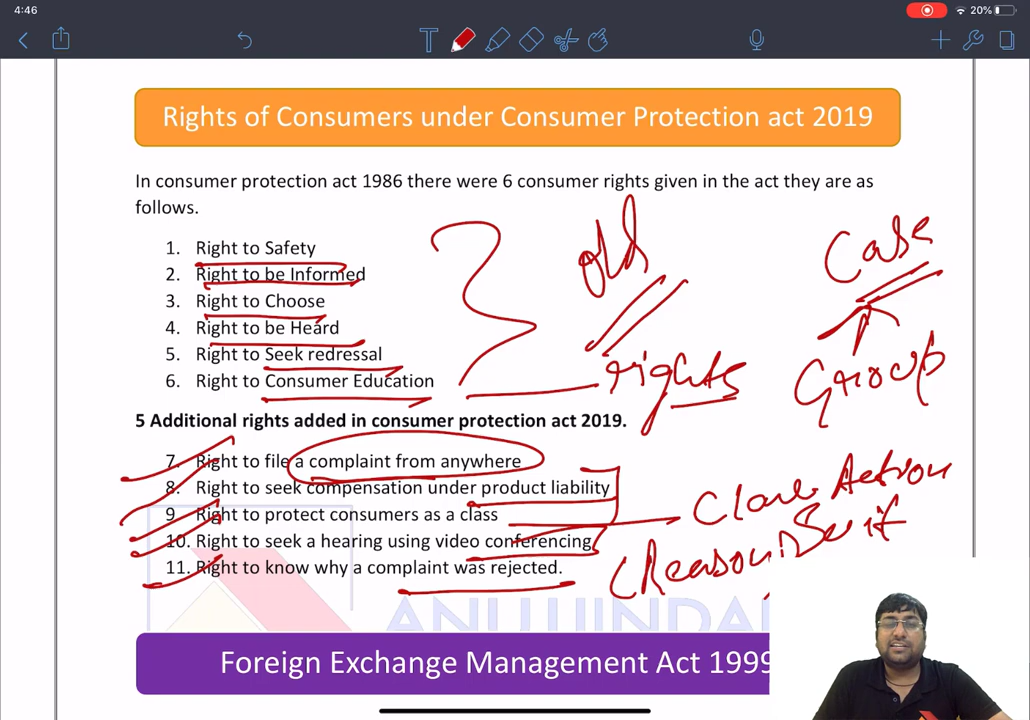 4:46
20%
T
Rights of Consumers under Consumer Protection act 2019
In consumer protection act 1986 there were 6 consumer rights given in the act they are as
follows.
1. Right to Safety
2. Right to be Informed
3. Right to Choose
4. Right to be Heard
5. Right to Seek redressal
6. Right to Consumer Education
old
rights
Case
Group
5 Additional rights added in consumer protection act 2019.
7. Right to file a complaint from anywhere
8. Right to seek compensation under product liability
9. Right to protect consumers as a class
10. Right to seek a hearing using video conferencing
11. Right to know why a complaint was rejected.
Action
Suit
Reason
ANUJJINDAL
Foreign Exchange Management Act 1999